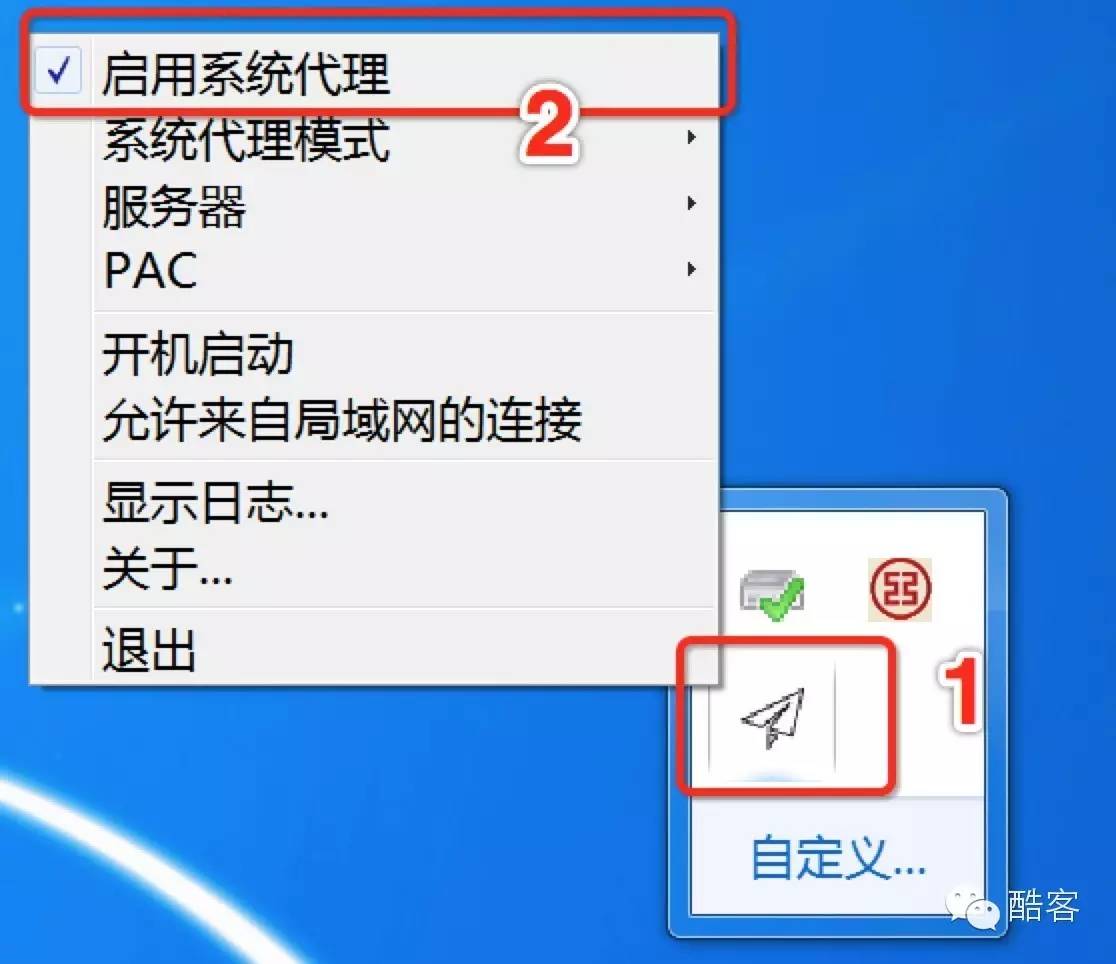 启用系统代理
2
系统代理模式
服务器
PAC
开机启动
允许来自局域网的连接
显示日志...
关于...
退出
1
自定义...
酷客